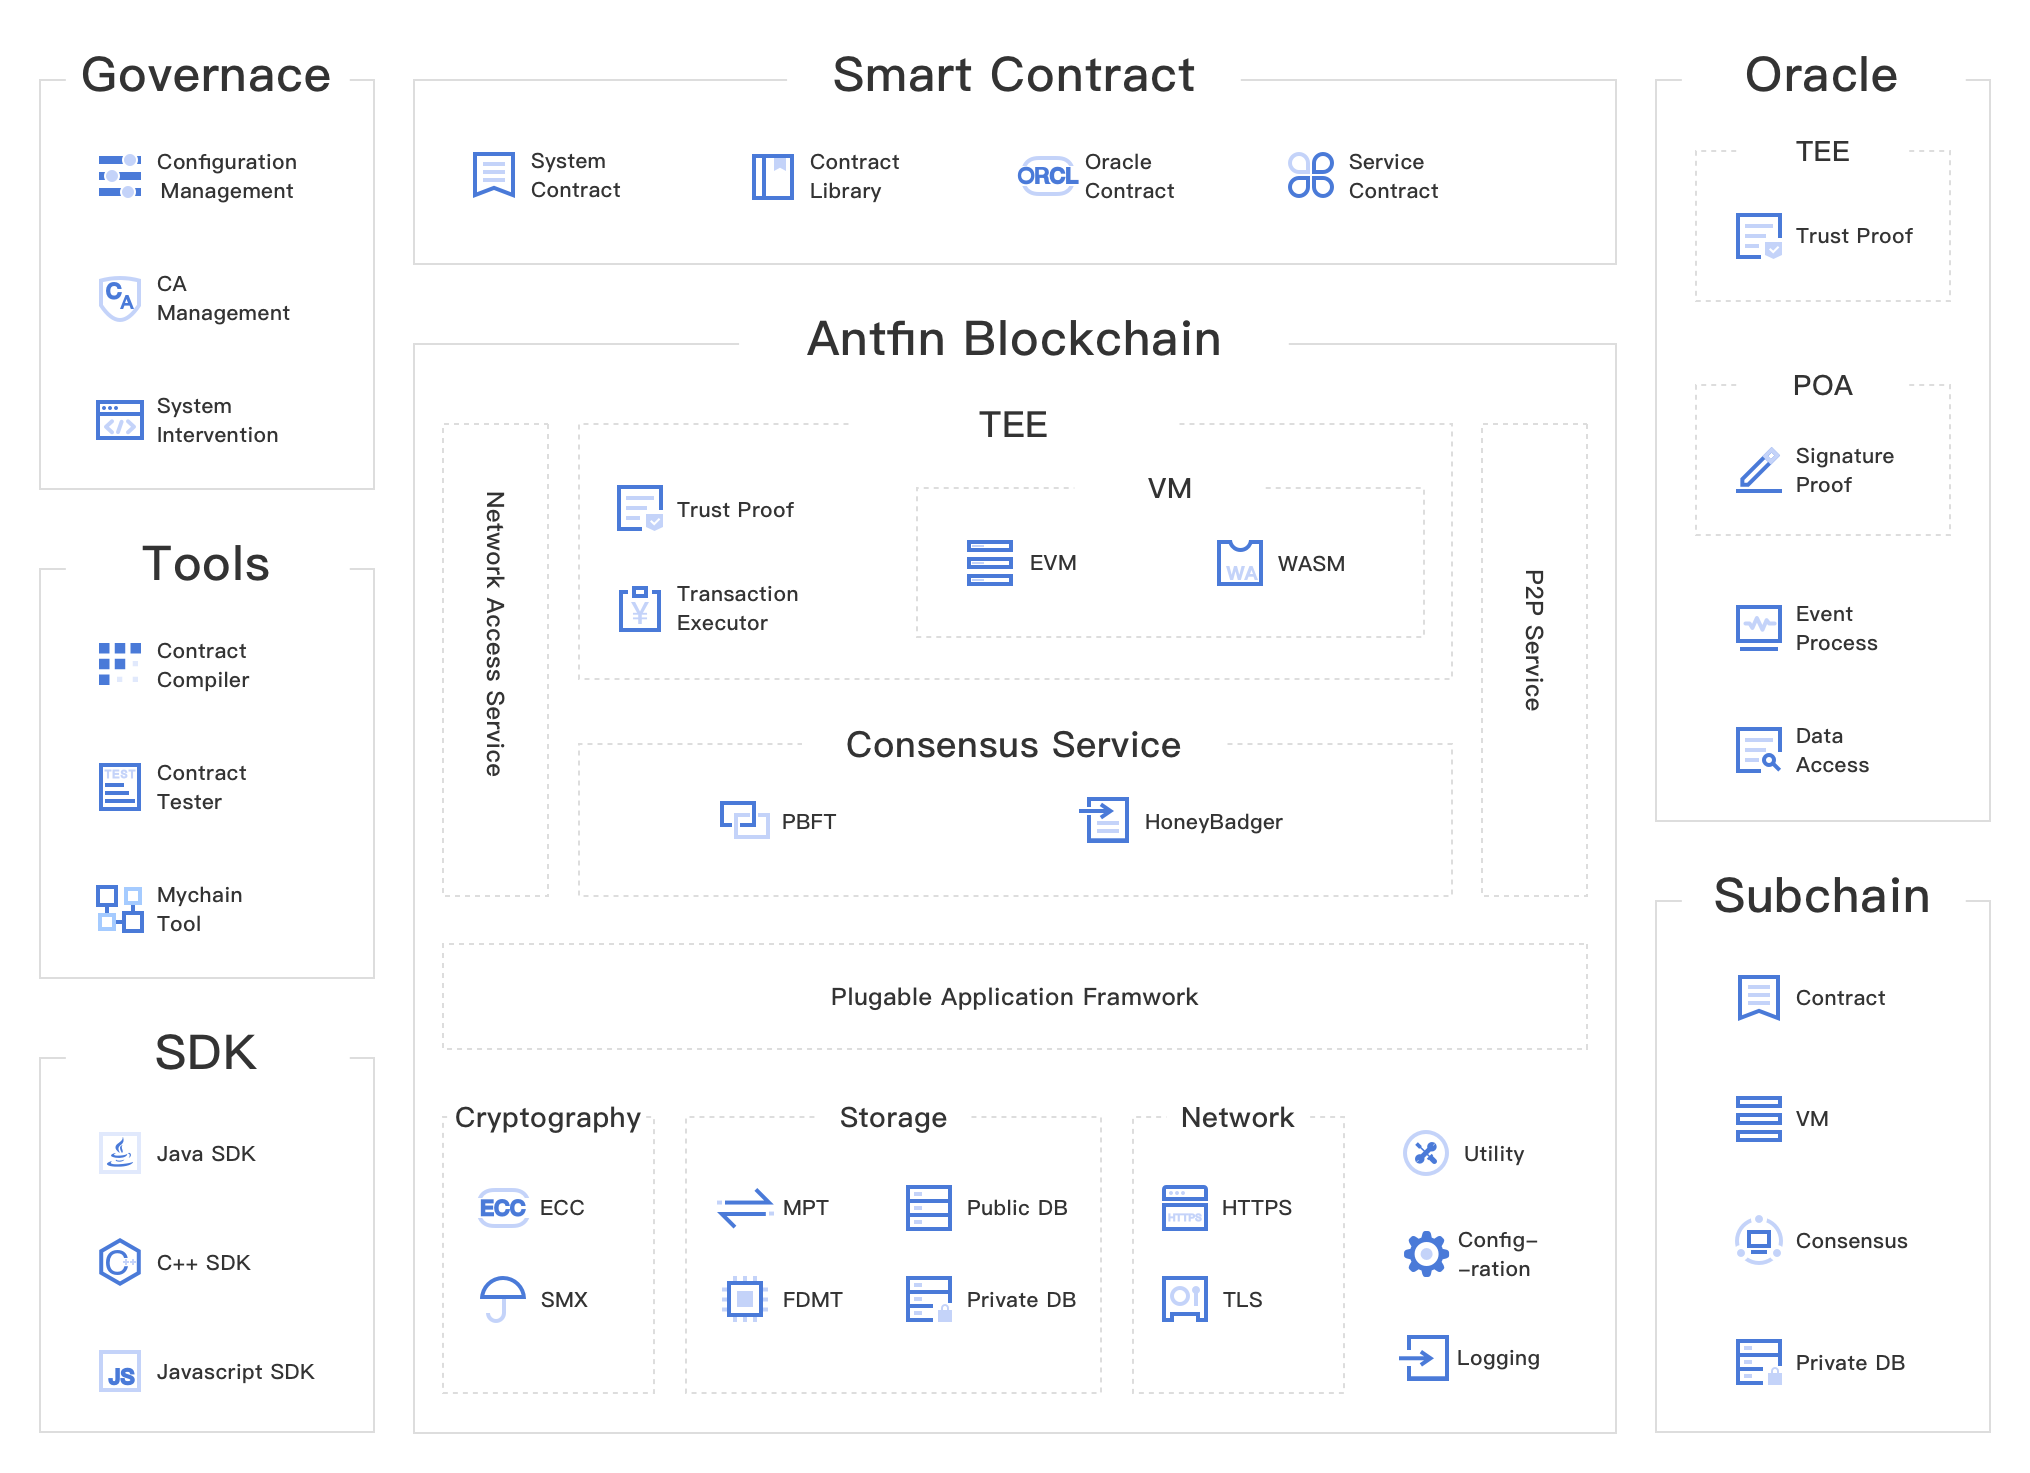 Governace
Configuration
Management
CA
CA
Management
System
Intervention
Tools
Contract
Compiler
TEST
Contract
Tester
Mychain
Tool
SDK
Java SDK
C++
C++ SDK
JS
Javascript SDK
Smart Contract
System
Contract
Contract
Library
ORCL
Oracle
Contract
Service
Contract
Antfin Blockchain
Network Access Service
TEE
Trust Proof
¥
Transaction
Executor
VM
EVM
WA
WASM
Consensus Service
PBFT
HoneyBadger
P2P Service
Plugable Application Framwork
Cryptography
ECC
ECC
SMX
Storage
MPT
Public DB
FDMT
Private DB
Network
HTTPS
HTTPS
TLS
Utility
Config-
-ration
Logging
Oracle
TEE
Trust Proof
POA
Signature
Proof
Event
Process
Data
Access
Subchain
Contract
VM
Consensus
Private DB